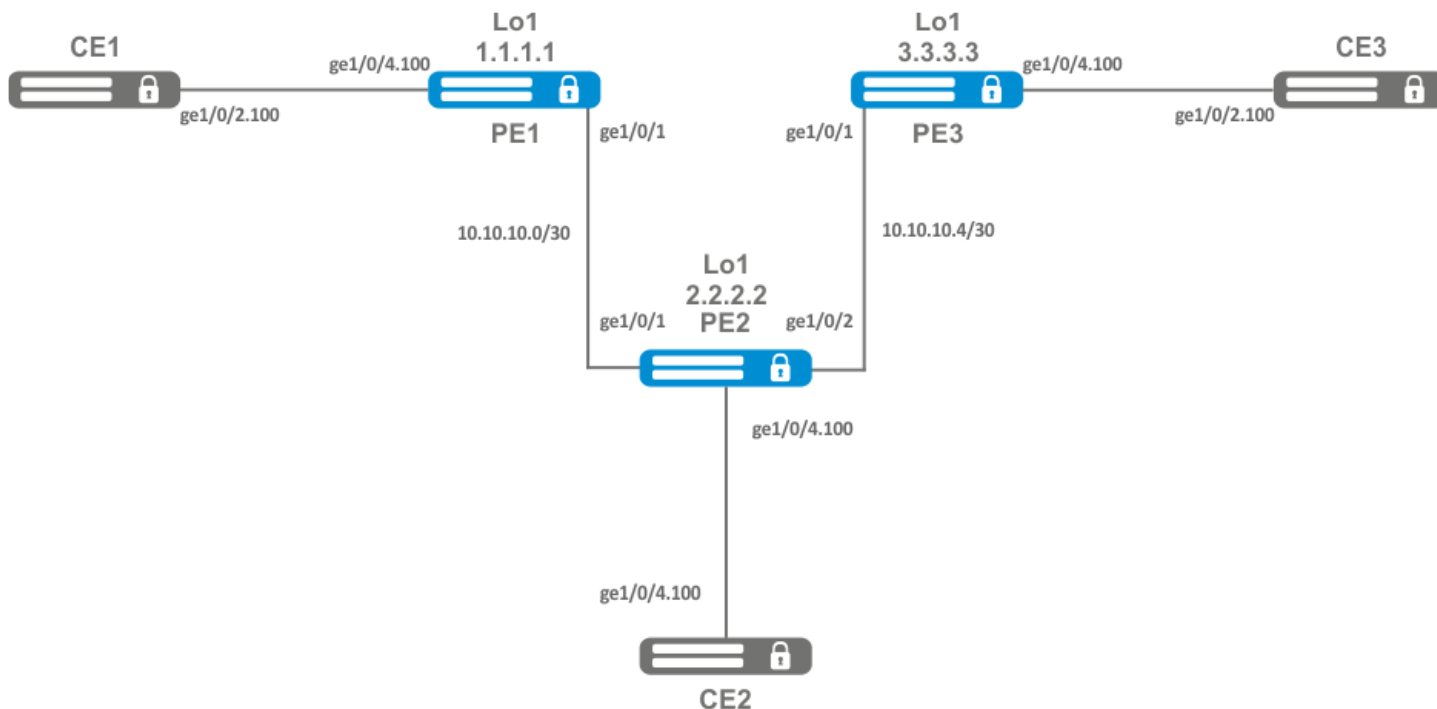 CE1
ge1/0/2.100
ge1/0/4.100
Lo1
1.1.1.1
PE1
ge1/0/1
Lo1
3.3.3.3
PE3
ge1/0/1
ge1/0/4.100
CE3
ge1/0/2.100
10.10.10.0/30
10.10.10.4/30
Lo1
2.2.2.2
PE2
ge1/0/1
ge1/0/2
ge1/0/4.100
ge1/0/4.100
CE2